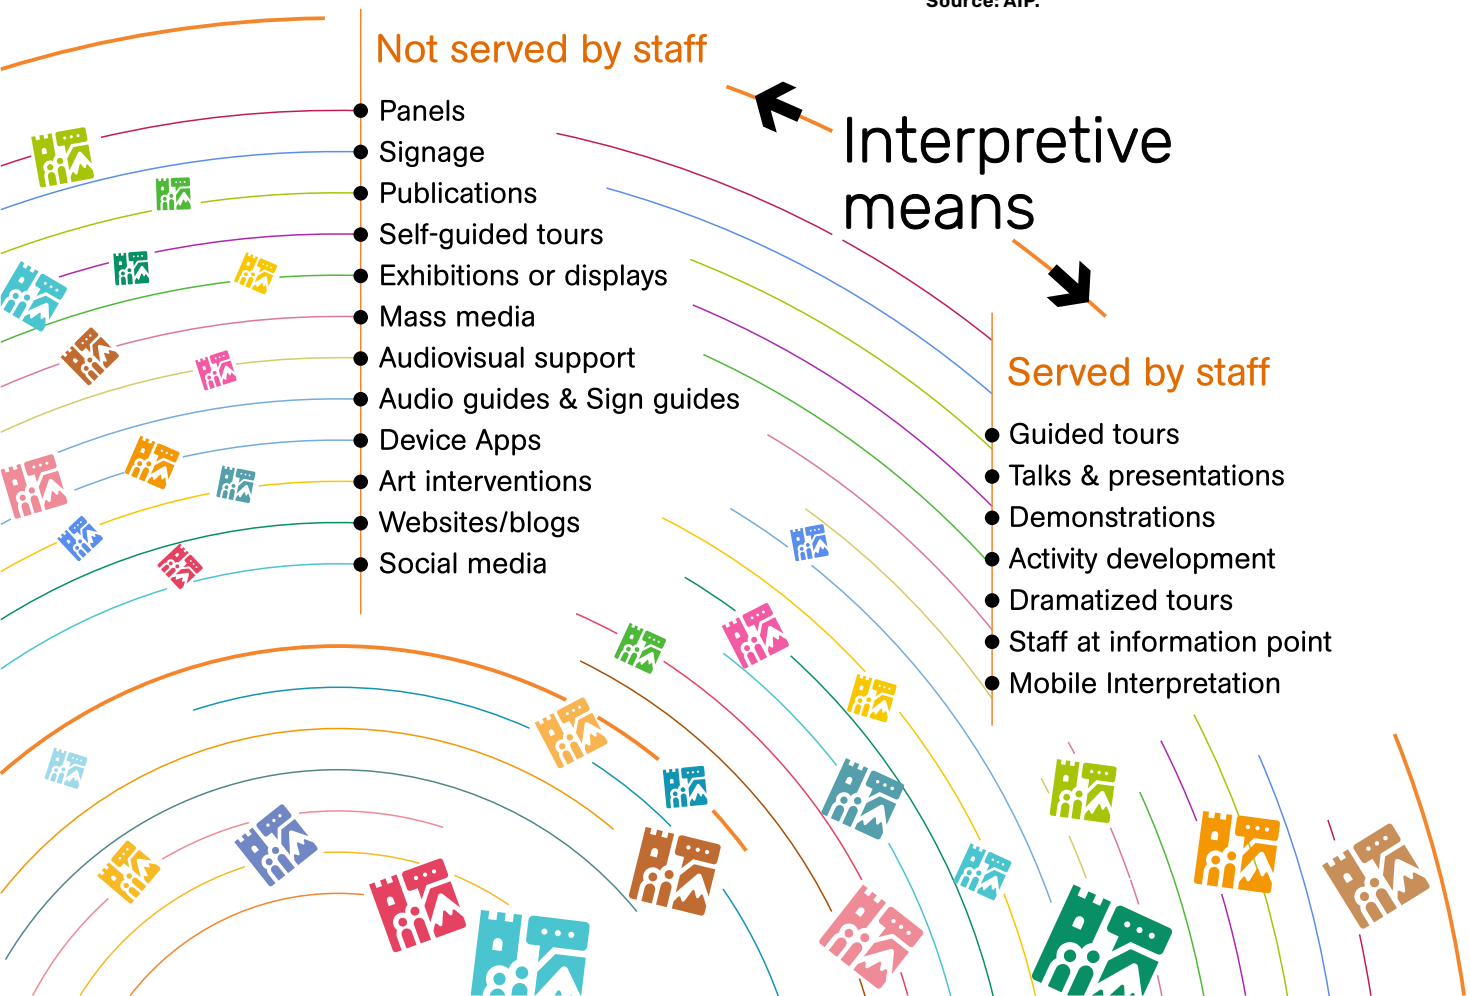 Source: AIP.
Not served by staff
Panels
Signage
Publications
Self-guided tours
Exhibitions or displays
Mass media
Audiovisual support
Audio guides & Sign guides
Device Apps
Art interventions
Websites/blogs
Social media
Interpretive
means
Served by staff
Guided tours
Talks & presentations
Demonstrations
Activity development
Dramatized tours
Staff at information point
Mobile Interpretation